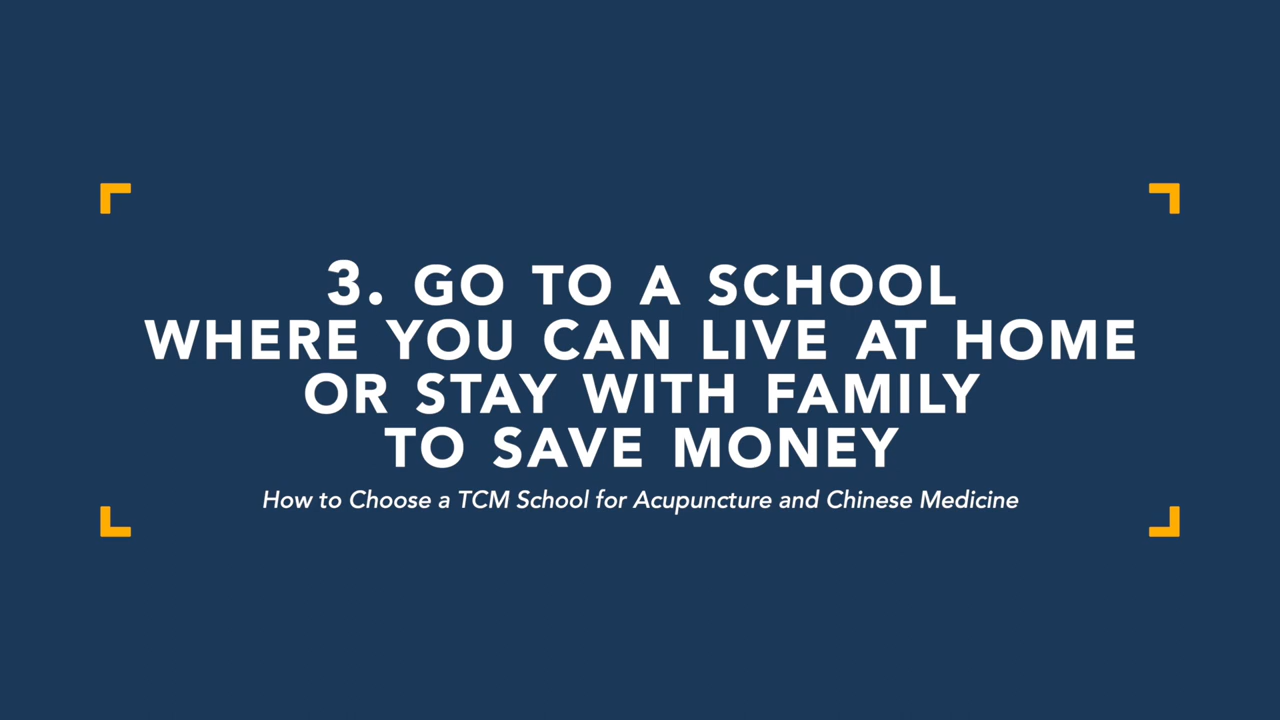 3. GO TO A SCHOOL
WHERE YOU CAN LIVE AT HOME
OR STAY WITH FAMILY
TO SAVE MONEY
How to Choose a TCM School for Acupuncture and Chinese Medicine